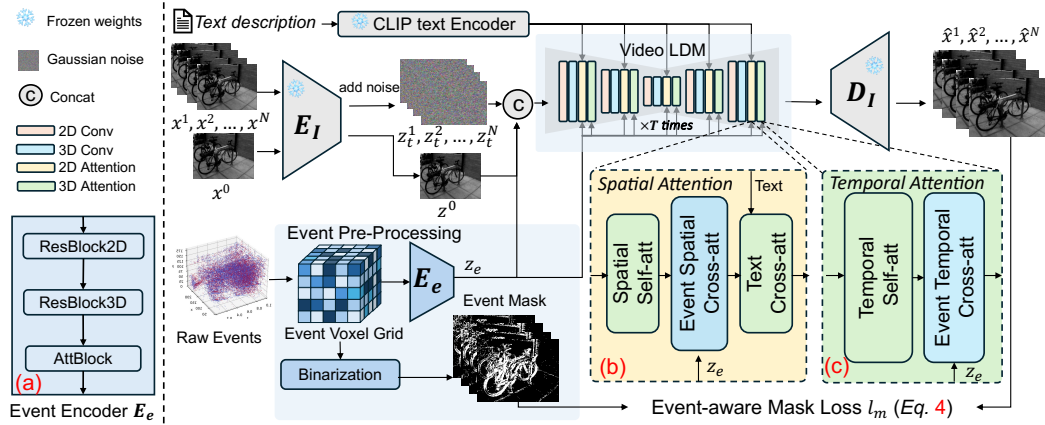 Frozen weights
Gaussian noise
C Concat
2D Conv
3D Conv
2D Attention
3D Attention
ResBlock2D
ResBlock3D
AttBlock
(a)
Event Encoder E_e
Text description
CLIP text Encoder
x^1, x^2, …, x^N
x^0
E_I
add noise
z_t^1, z_t^2, …, z_t^N
z^0
C
Video LDM
×T times
D_I
x̂^1, x̂^2, …, x̂^N
Raw Events
Event Pre-Processing
Event Voxel Grid
E_e
z_e
Binarization
Event Mask
Spatial Attention
Text
Spatial Self-att
Event Spatial Cross-att
Text Cross-att
(b)
z_e
Temporal Attention
Temporal Self-att
Event Temporal Cross-att
(c)
z_e
Event-aware Mask Loss l_m (Eq. 4)